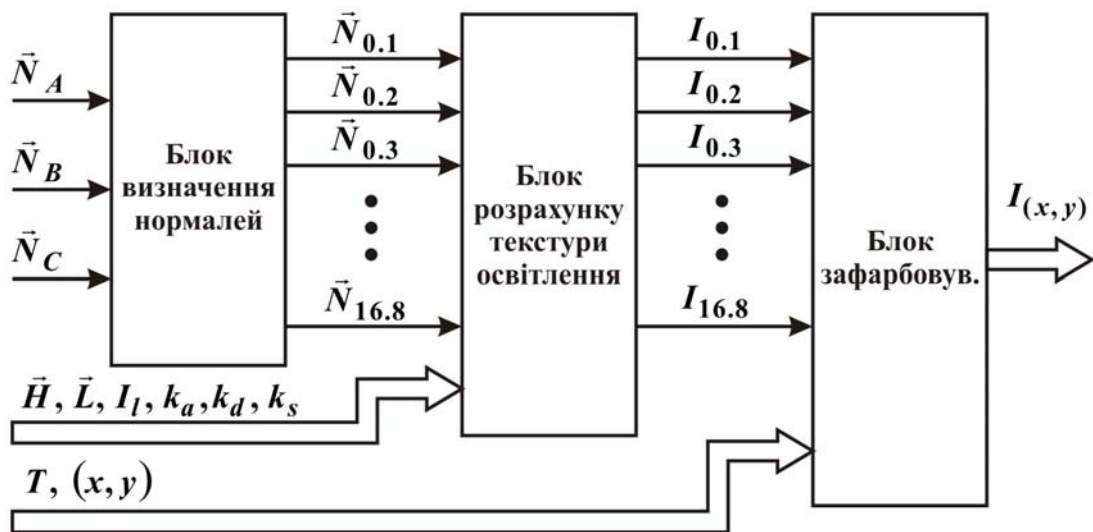 N⃗_A
N⃗_B
N⃗_C
Блок
визначення
нормалей
N⃗_0.1
N⃗_0.2
N⃗_0.3
N⃗_16.8
Блок
розрахунку
текстури
освітлення
I_0.1
I_0.2
I_0.3
I_16.8
Блок
зафарбовув.
I_(x, y)
H⃗, L⃗, I_l, k_a, k_d, k_s
T, (x, y)